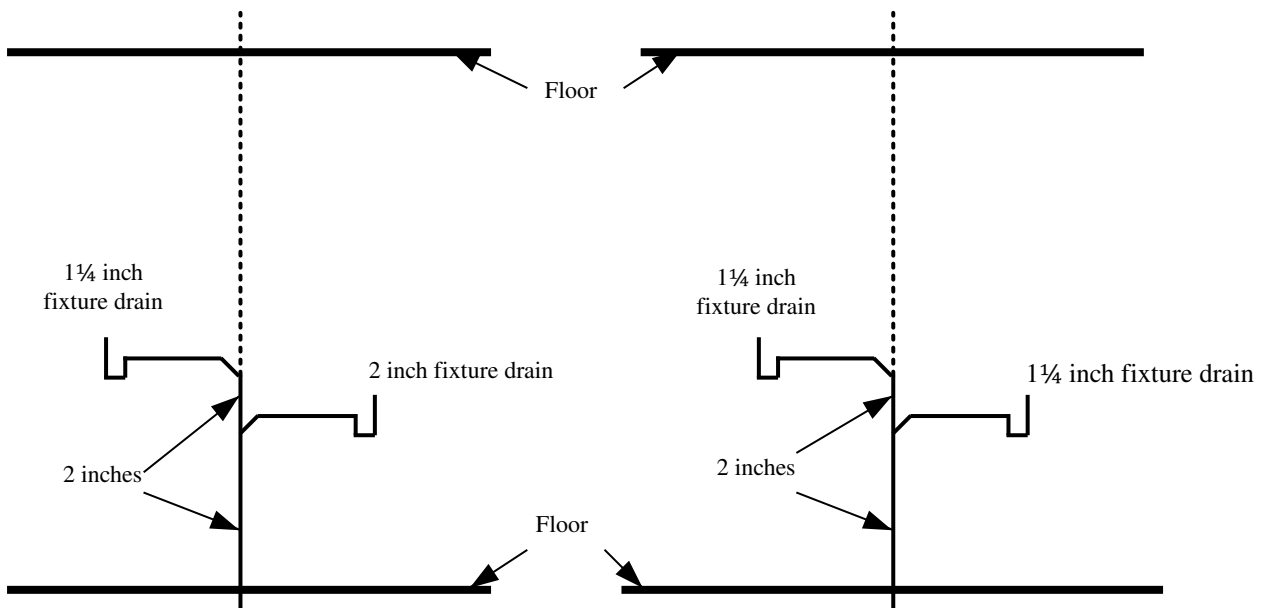 Floor
1¼ inch
fixture drain
1¼ inch
fixture drain
2 inch fixture drain
1¼ inch fixture drain
2 inches
2 inches
Floor